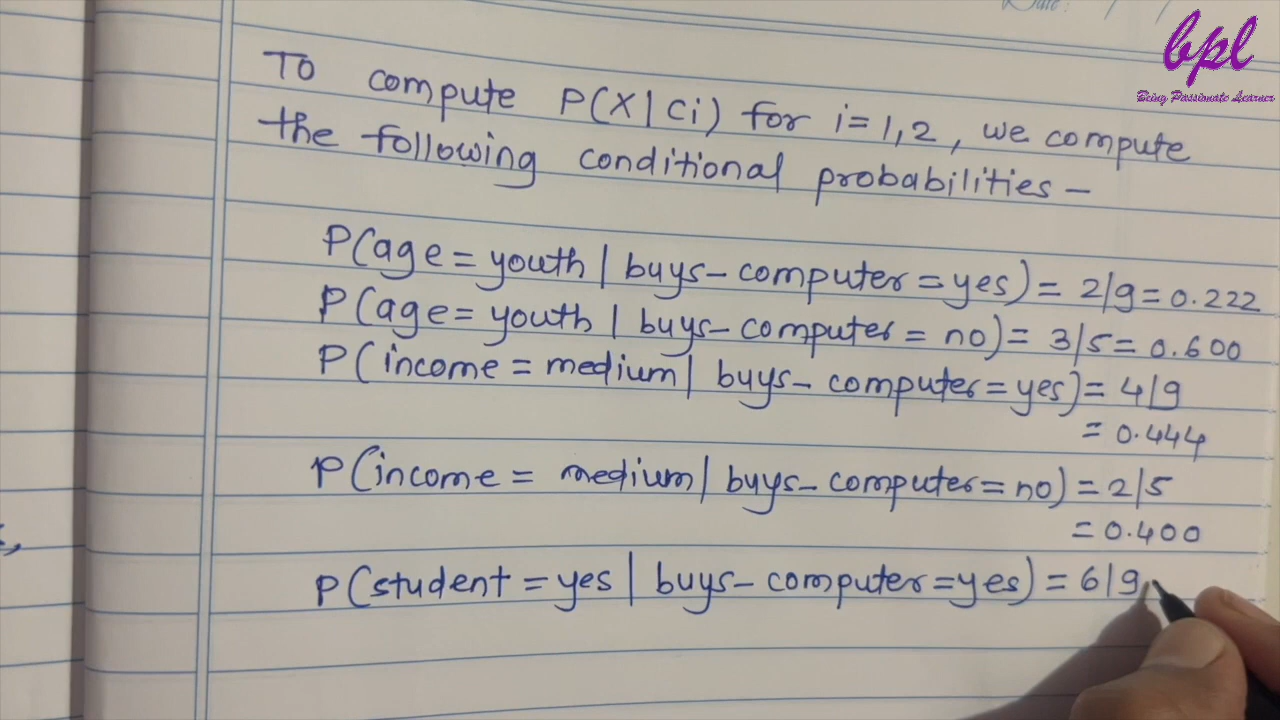 Date:
bpl
Being Passionate Learner
To compute P(X|Ci) for i=1,2, we compute
the following conditional probabilities –
P(age = youth | buys-computer = yes) = 2/9 = 0.222
P(age = youth | buys-computer = no) = 3/5 = 0.600
P(income = medium | buys-computer = yes) = 4/9
= 0.444
P(income = medium | buys-computer = no) = 2/5
= 0.400
P(student = yes | buys-computer = yes) = 6/9